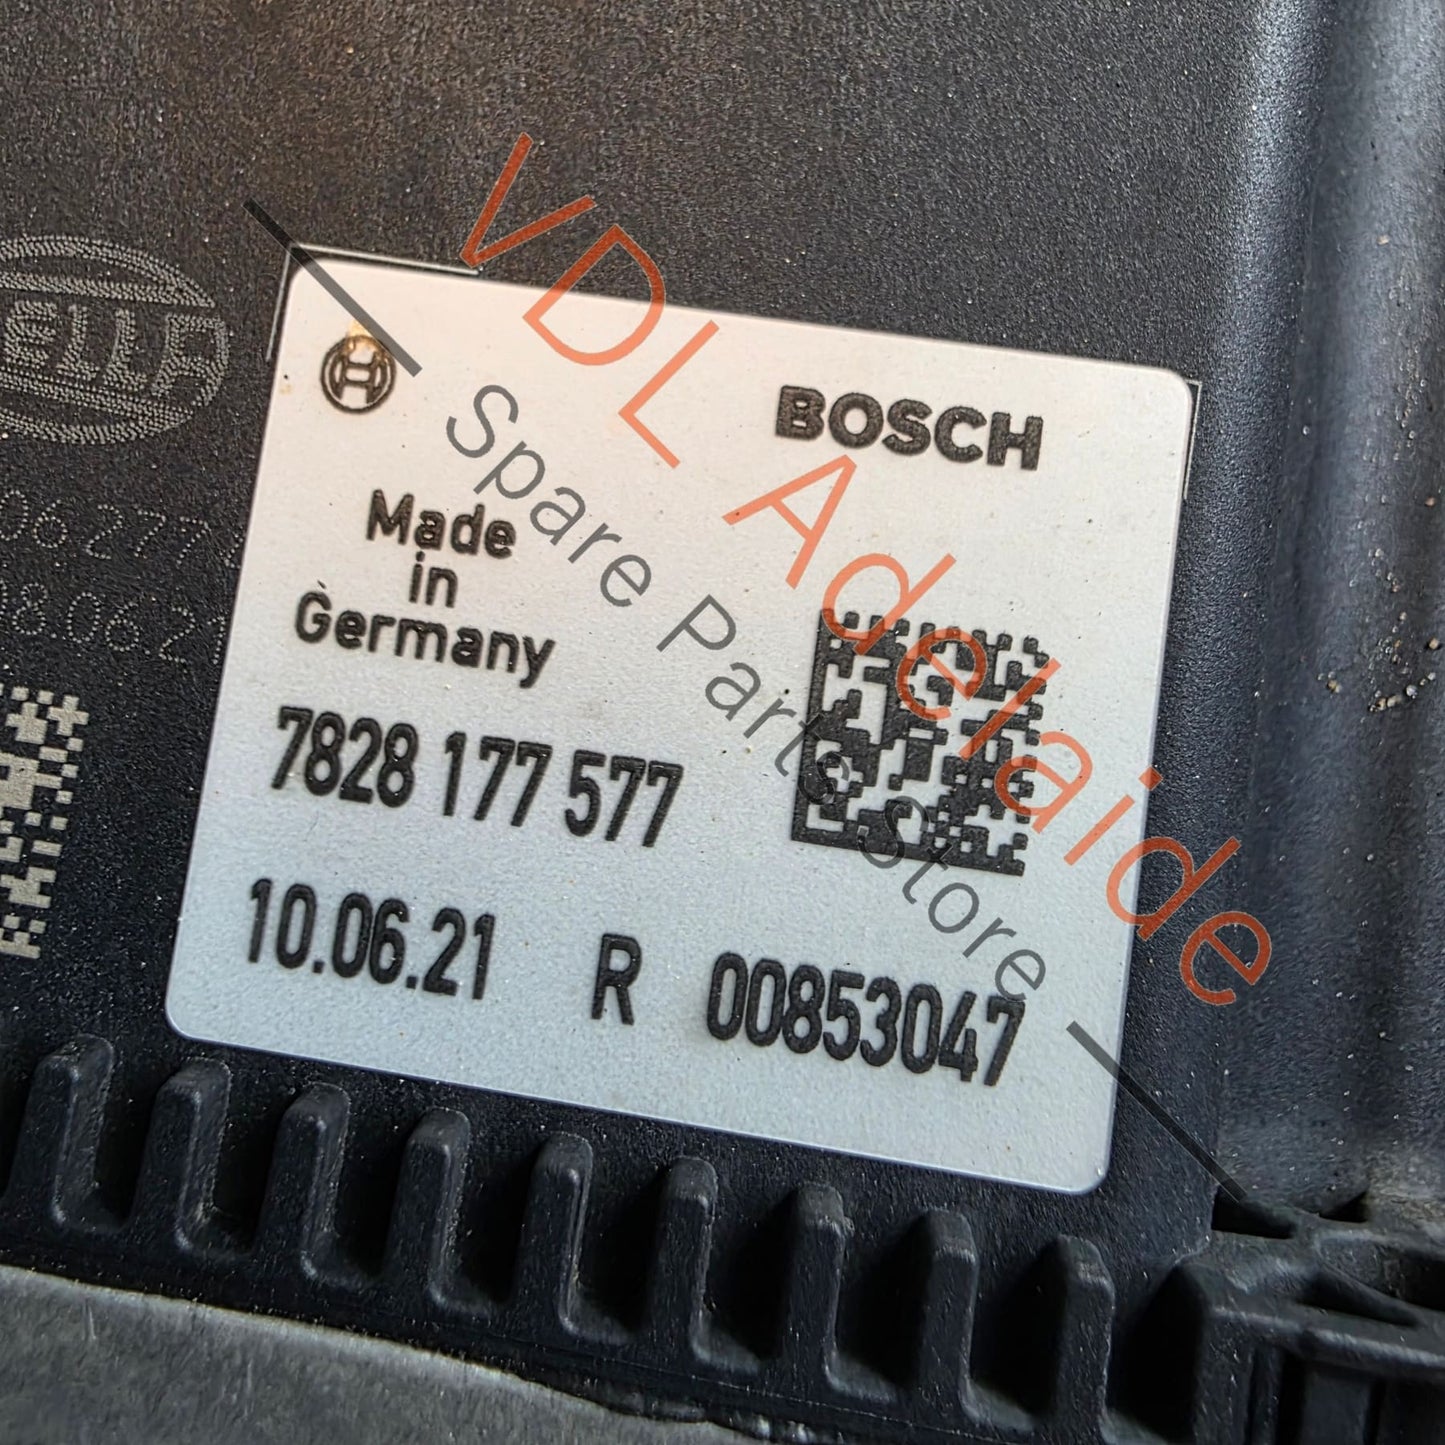 BOSCH
Made
in
Germany
7828 177 577
10.06.21 R 00853047
VDL Adelaide
Spare Parts Store